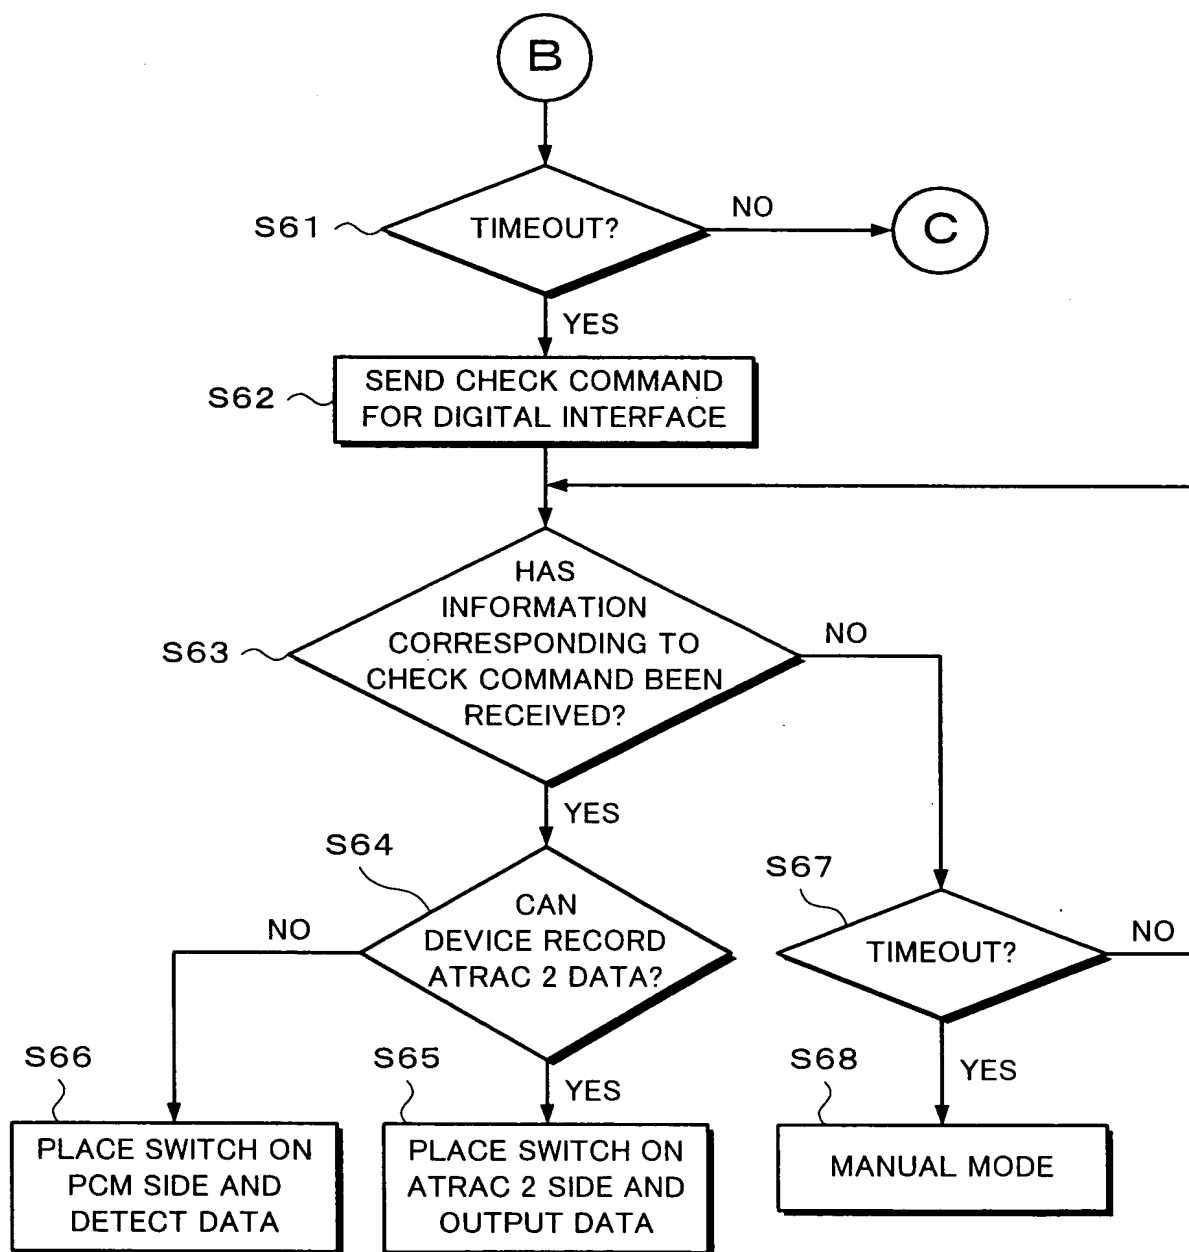 B
S61
TIMEOUT?
NO
C
YES
S62
SEND CHECK COMMAND
FOR DIGITAL INTERFACE
S63
HAS
INFORMATION
CORRESPONDING TO
CHECK COMMAND BEEN
RECEIVED?
NO
YES
S64
CAN
DEVICE RECORD
ATRAC 2 DATA?
NO
S67
TIMEOUT?
NO
S66
PLACE SWITCH ON
PCM SIDE AND
DETECT DATA
S65
YES
PLACE SWITCH ON
ATRAC 2 SIDE AND
OUTPUT DATA
S68
YES
MANUAL MODE